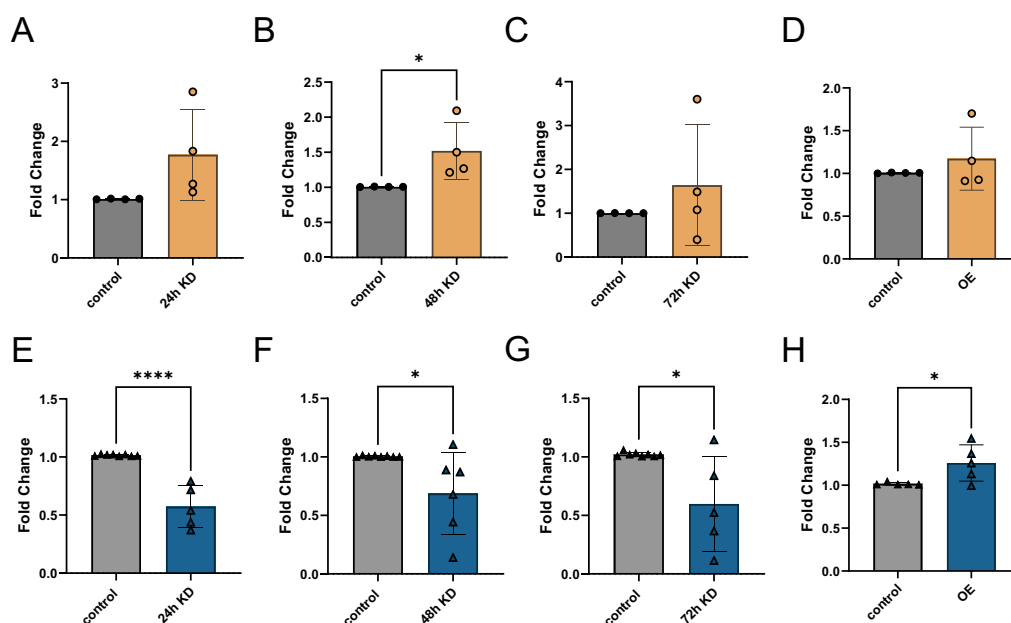 A
B
C
D
Fold Change
3
2
1
0
control
24h KD
*
Fold Change
2.5
2.0
1.5
1.0
0.5
0.0
control
48h KD
Fold Change
4
3
2
1
0
control
72h KD
Fold Change
2.0
1.5
1.0
0.5
0.0
control
OE
E
F
G
H
****
Fold Change
1.5
1.0
0.5
0.0
control
24h KD
*
Fold Change
1.5
1.0
0.5
0.0
control
48h KD
*
Fold Change
1.5
1.0
0.5
0.0
control
72h KD
*
Fold Change
2.0
1.5
1.0
0.5
0.0
control
OE